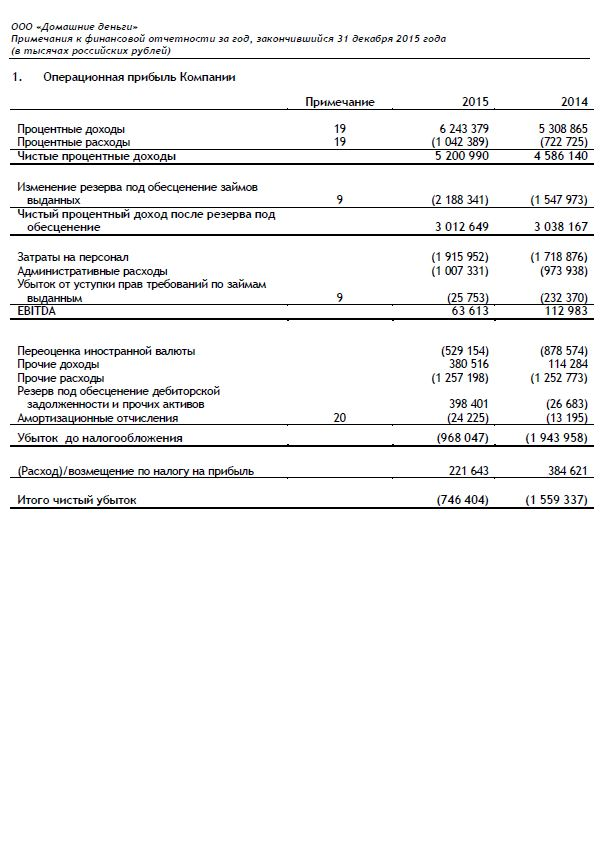 ООО «Домашние деньги»
Примечания к финансовой отчетности за год, закончившийся 31 декабря 2015 года
(в тысячах российских рублей)
1. Операционная прибыль Компании
Примечание 2015 2014
Процентные доходы 19 6 243 379 5 308 865
Процентные расходы 19 (1 042 389) (722 725)
Чистые процентные доходы 5 200 990 4 586 140
Изменение резерва под обесценение займов
выданных 9 (2 188 341) (1 547 973)
Чистый процентный доход после резерва под
обесценение 3 012 649 3 038 167
Затраты на персонал (1 915 952) (1 718 876)
Административные расходы (1 007 331) (973 938)
Убыток от уступки прав требований по займам
выданным 9 (25 753) (232 370)
EBITDA 63 613 112 983
Переоценка иностранной валюты (529 154) (878 574)
Прочие доходы 380 516 114 284
Прочие расходы (1 257 198) (1 252 773)
Резерв под обесценение дебиторской
задолженности и прочих активов 398 401 (26 683)
Амортизационные отчисления 20 (24 225) (13 195)
Убыток до налогообложения (968 047) (1 943 958)
(Расход)/возмещение по налогу на прибыль 221 643 384 621
Итого чистый убыток (746 404) (1 559 337)